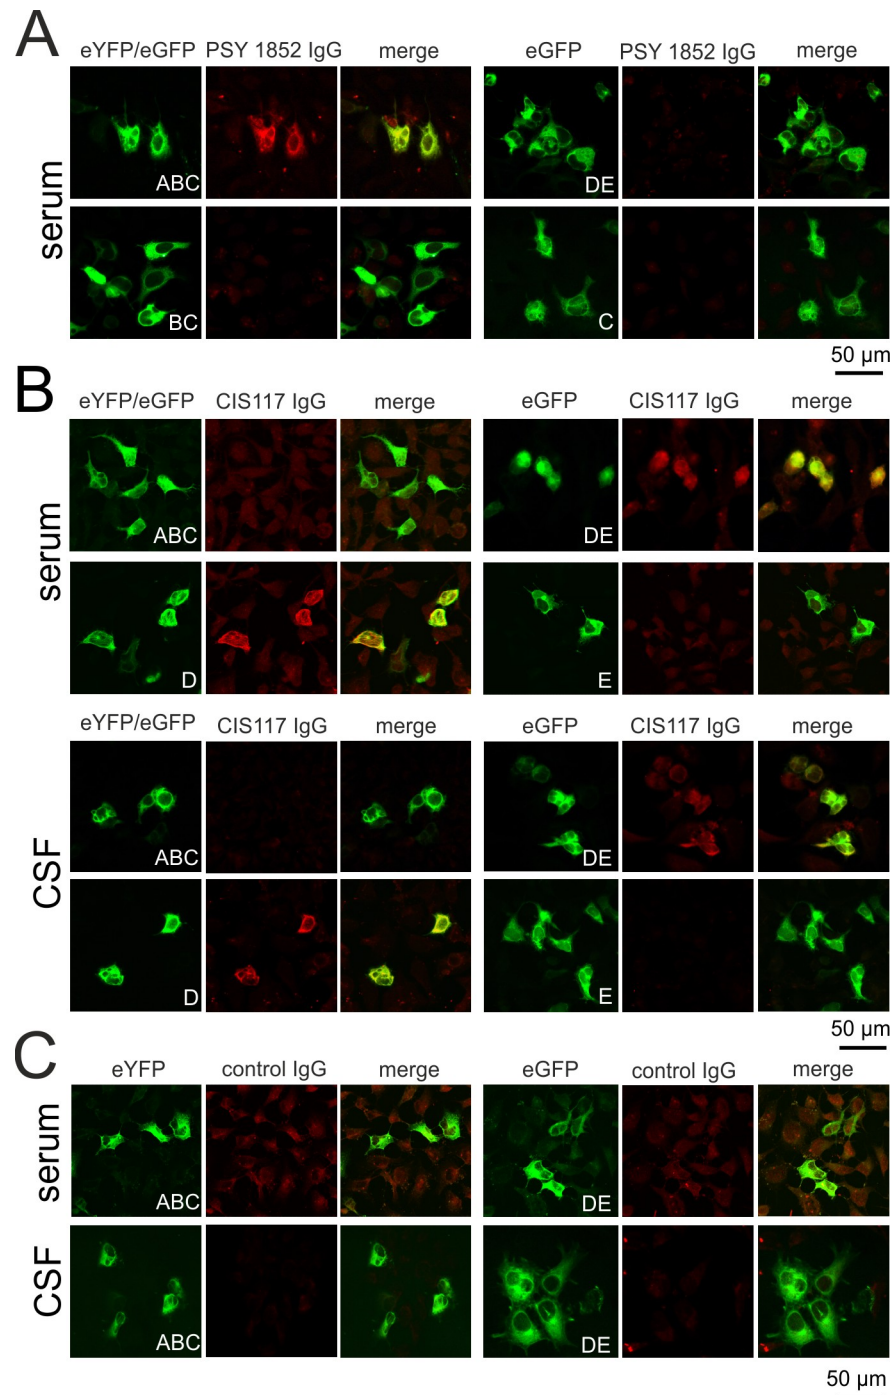 A
eYFP/eGFP PSY 1852 IgG merge eGFP PSY 1852 IgG merge
serum
ABC DE
BC C
50 µm
B
eYFP/eGFP CIS117 IgG merge eGFP CIS117 IgG merge
serum
ABC DE
D E
eYFP/eGFP CIS117 IgG merge eGFP CIS117 IgG merge
CSF
ABC DE
D E
50 µm
C
eYFP control IgG merge eGFP control IgG merge
serum
ABC DE
CSF
ABC DE
50 µm